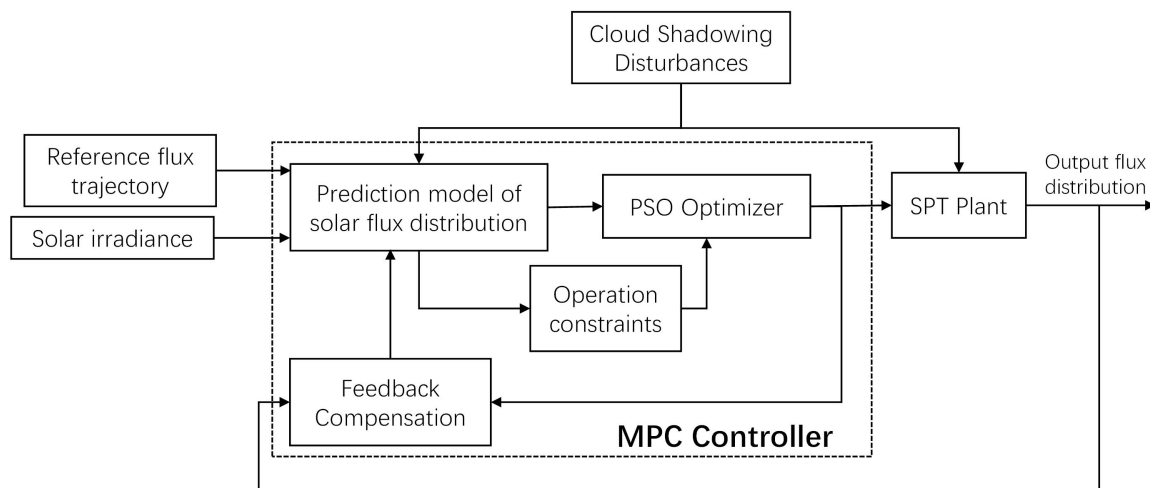 Cloud Shadowing
Disturbances
Reference flux
trajectory
Solar irradiance
Prediction model of
solar flux distribution
PSO Optimizer
SPT Plant
Output flux
distribution
Operation
constraints
Feedback
Compensation
MPC Controller